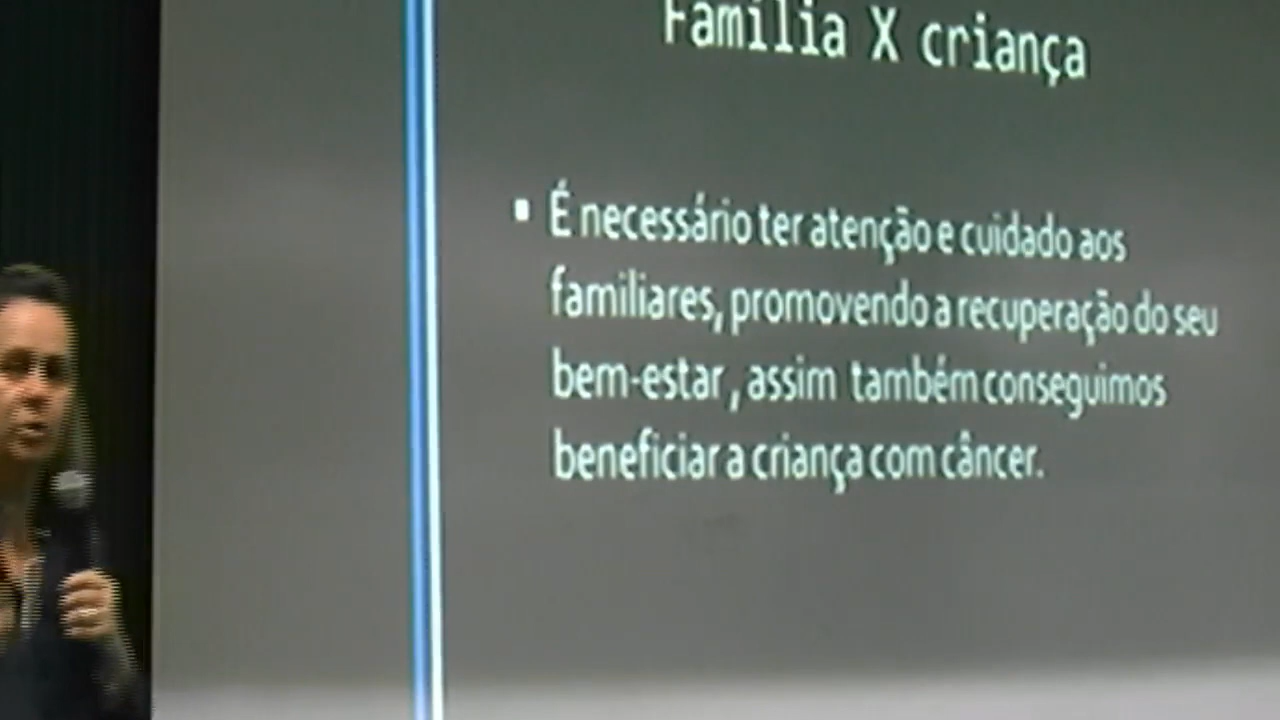 Família X criança
▪ É necessário ter atenção e cuidado aos
familiares, promovendo a recuperação do seu
bem-estar , assim também conseguimos
beneficiar a criança com câncer.